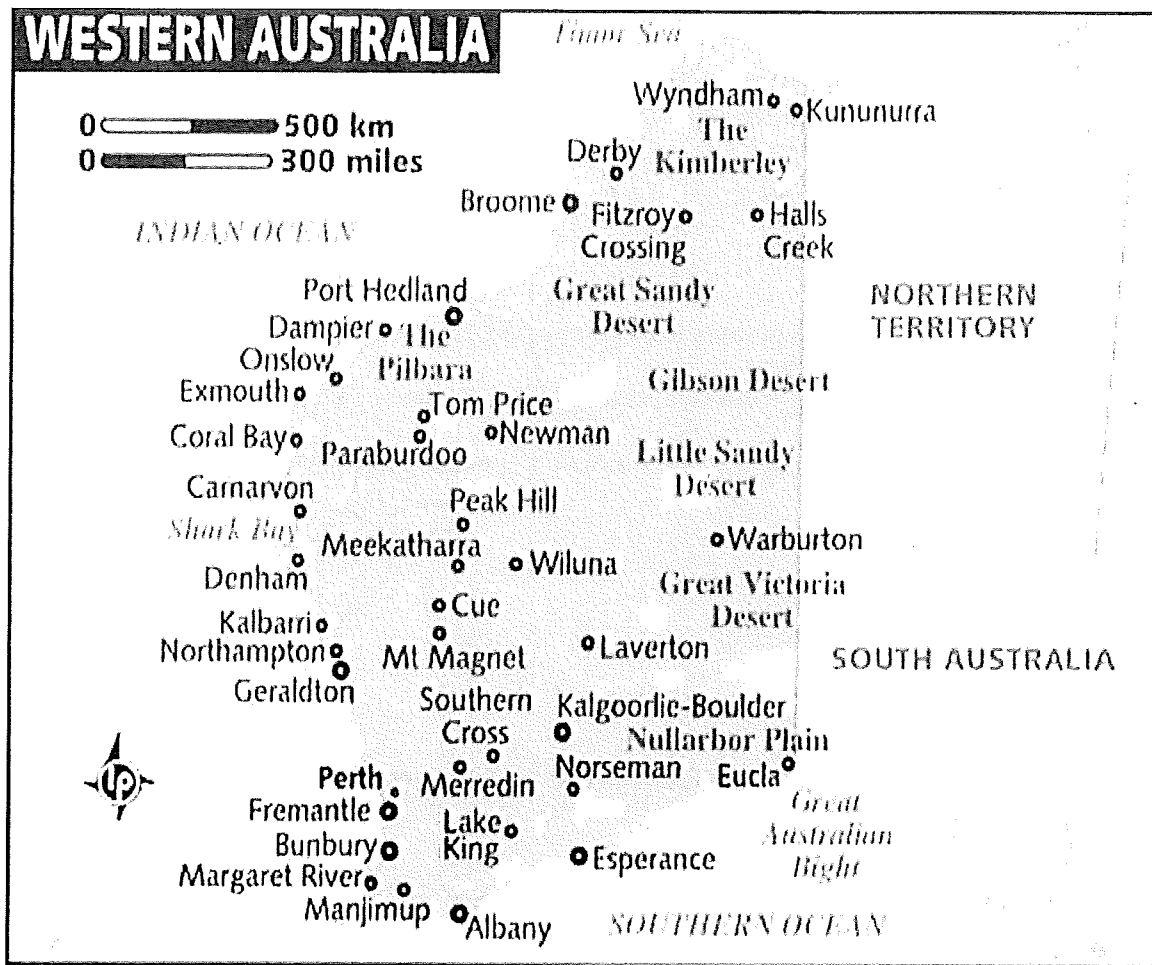 WESTERN AUSTRALIA
Timor Sea
0 500 km
0 300 miles
Wyndham
Kununurra
The
Kimberley
Derby
Broome
Fitzroy
Crossing
Halls
Creek
INDIAN OCEAN
Port Hedland
Great Sandy
Desert
NORTHERN
TERRITORY
Dampier
The
Pilbara
Onslow
Exmouth
Gibson Desert
Tom Price
Coral Bay
Paraburdoo
Newman
Little Sandy
Desert
Carnarvon
Peak Hill
Shark Bay
Meekatharra
Wiluna
Warburton
Denham
Great Victoria
Desert
Cue
Kalbarri
Northampton
Mt Magnet
Laverton
SOUTH AUSTRALIA
Geraldton
Southern
Cross
Kalgoorlie-Boulder
Nullarbor Plain
Perth
Merredin
Norseman
Eucla
Fremantle
Lake
King
Great
Australian
Bight
Bunbury
Esperance
Margaret River
Manjimup
Albany
SOUTHERN OCEAN
LP